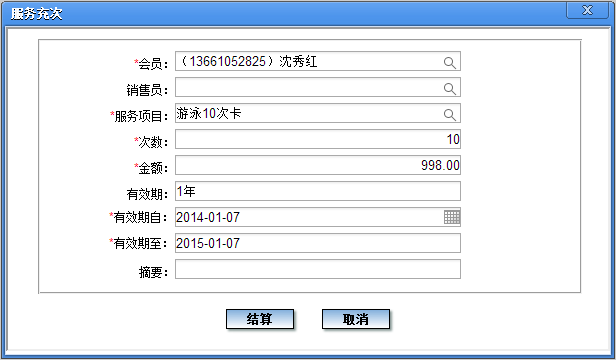 服务充次
*会员：（13661052825）沈秀红
销售员：
*服务项目：游泳10次卡
*次数：10
*金额：998.00
有效期：1年
*有效期自：2014-01-07
*有效期至：2015-01-07
摘要：
结算 取消